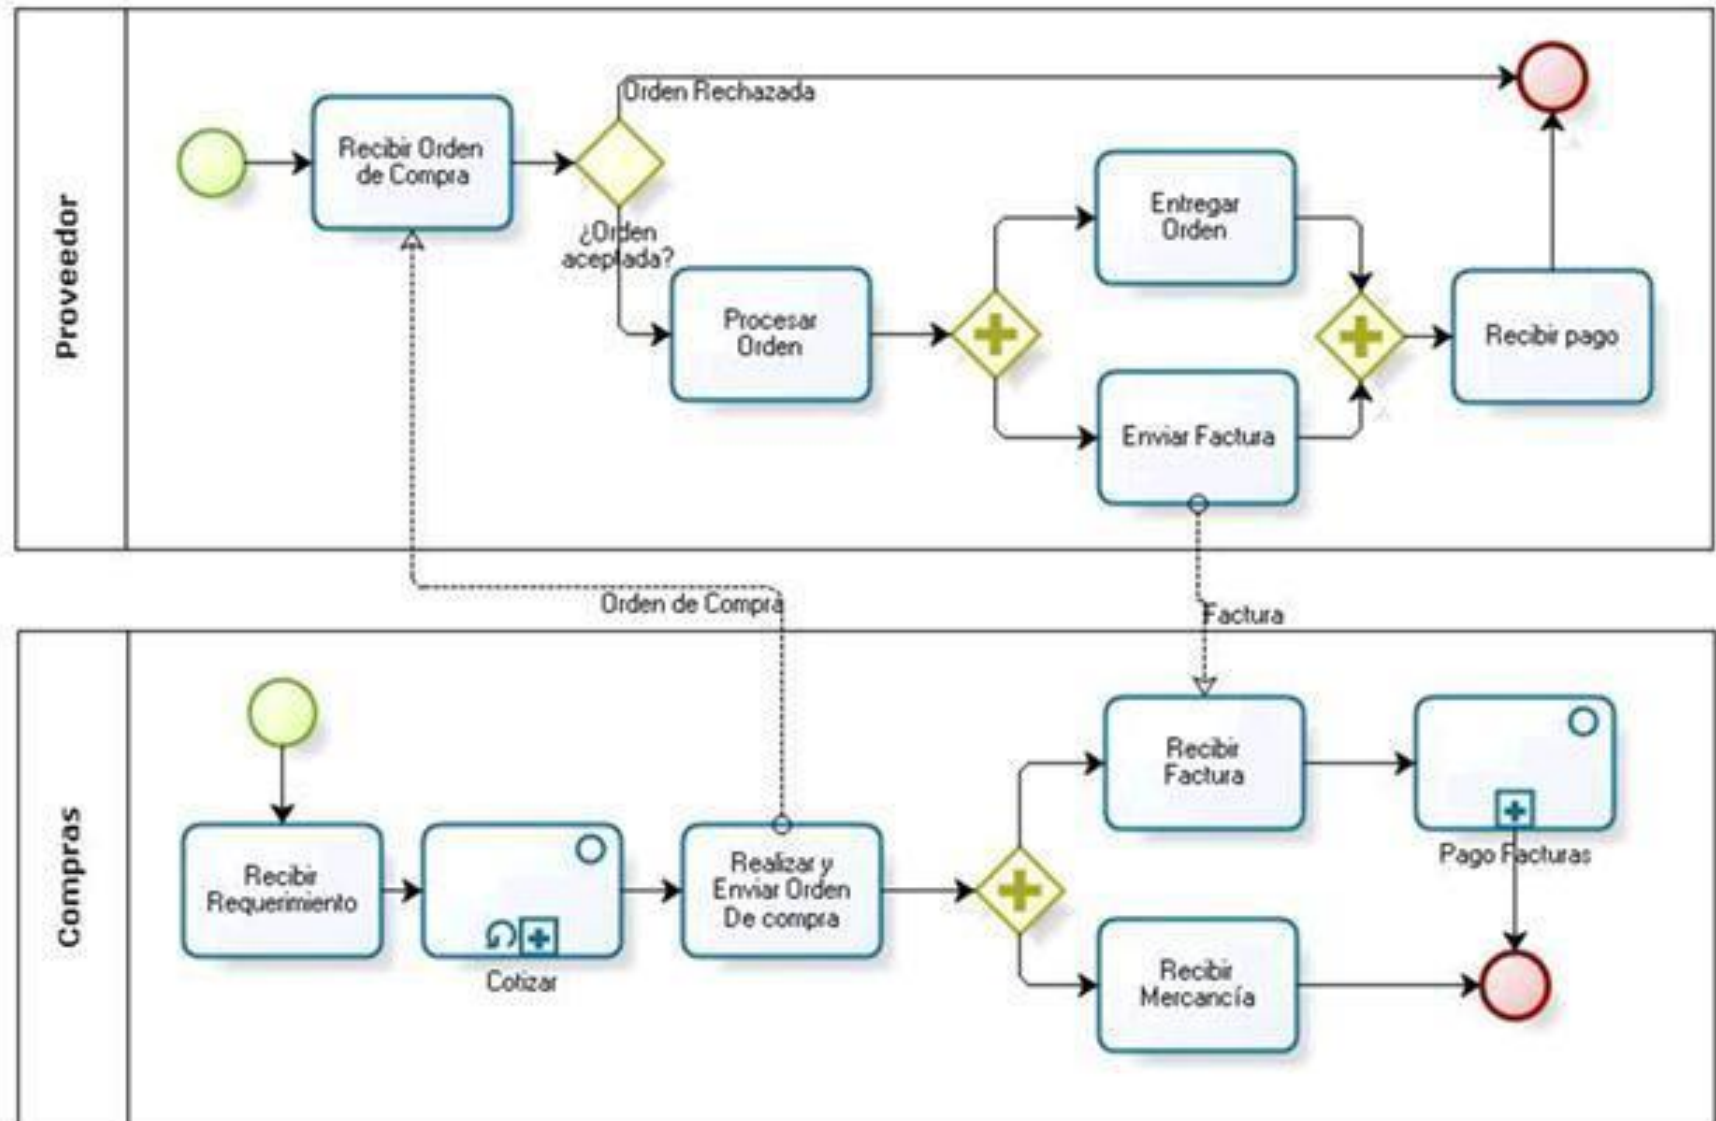 Proveedor
Orden Rechazada
Recibir Orden
de Compra
¿Orden
aceptada?
Procesar
Orden
Entregar
Orden
Enviar Factura
Recibir pago
Orden de Compra
Factura
Compras
Recibir
Requerimiento
Cotizar
Realizar y
Enviar Orden
De compra
Recibir
Factura
Pago Facturas
Recibir
Mercancía